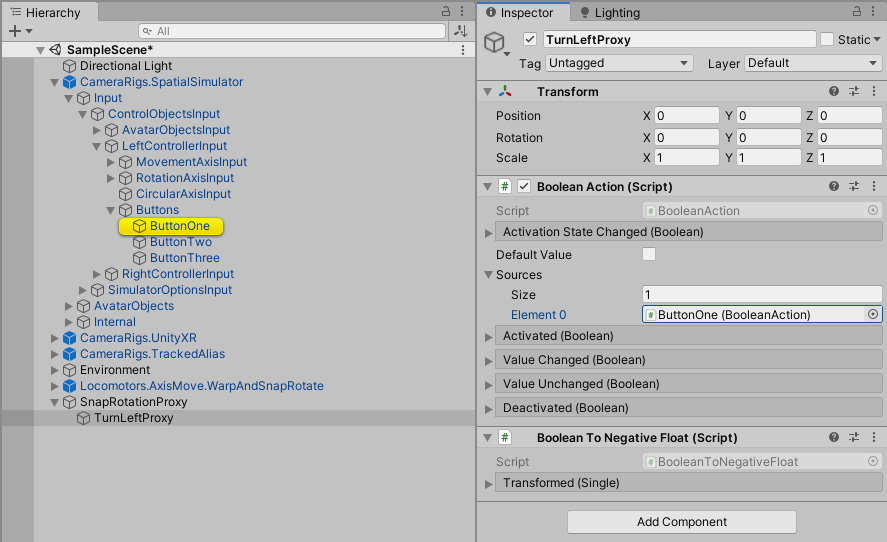 Hierarchy
All
SampleScene*
Directional Light
CameraRigs.SpatialSimulator
Input
ControlObjectsInput
AvatarObjectsInput
LeftControllerInput
MovementAxisInput
RotationAxisInput
CircularAxisInput
Buttons
ButtonOne
ButtonTwo
ButtonThree
RightControllerInput
SimulatorOptionsInput
AvatarObjects
Internal
CameraRigs.UnityXR
CameraRigs.TrackedAlias
Environment
Locomotors.AxisMove.WarpAndSnapRotate
SnapRotationProxy
TurnLeftProxy
Inspector Lighting
TurnLeftProxy Static
Tag Untagged Layer Default
Transform
Position X 0 Y 0 Z 0
Rotation X 0 Y 0 Z 0
Scale X 1 Y 1 Z 1
# Boolean Action (Script)
Script # BooleanAction
Activation State Changed (Boolean)
Default Value
Sources
Size 1
Element 0 # ButtonOne (BooleanAction)
Activated (Boolean)
Value Changed (Boolean)
Value Unchanged (Boolean)
Deactivated (Boolean)
# Boolean To Negative Float (Script)
Script # BooleanToNegativeFloat
Transformed (Single)
Add Component